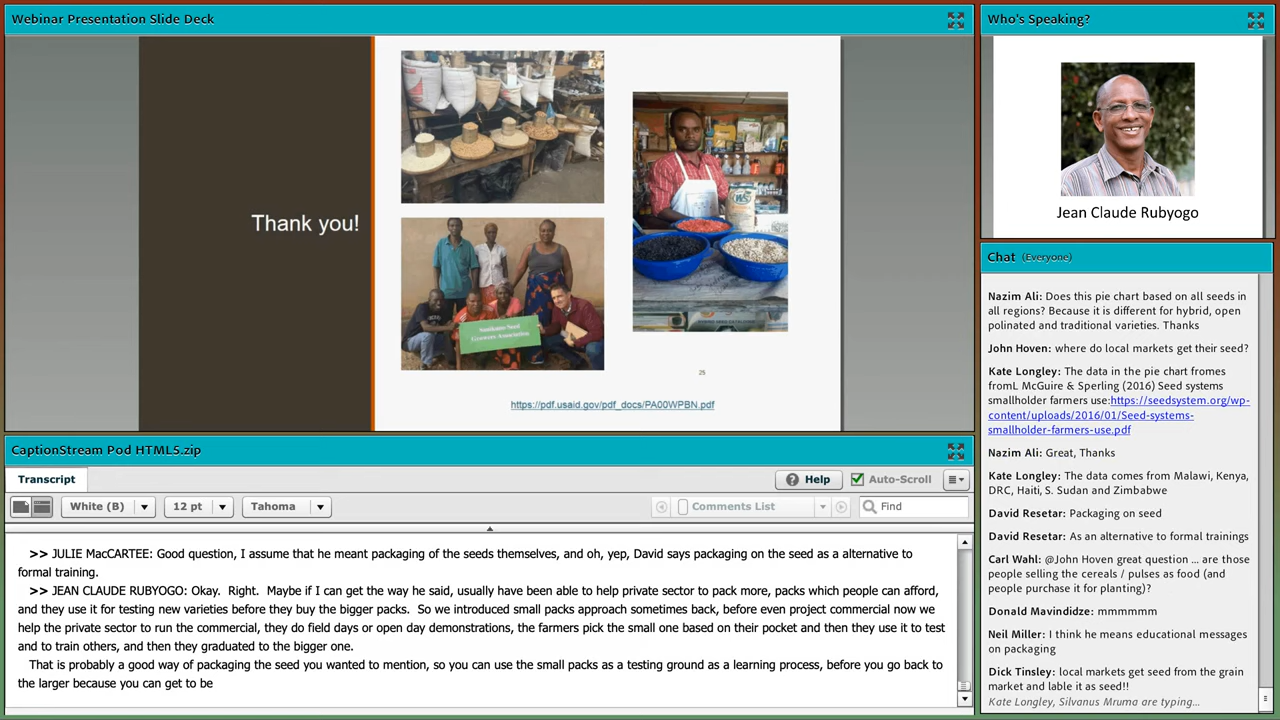 Webinar Presentation Slide Deck
Thank you!
25
https://pdf.usaid.gov/pdf_docs/PA00WPBN.pdf
Who's Speaking?
Jean Claude Rubyogo
Chat (Everyone)
Nazim Ali: Does this pie chart based on all seeds in
all regions? Because it is different for hybrid, open
polinated and traditional varieties. Thanks
John Hoven: where do local markets get their seed?
Kate Longley: The data in the pie chart fromes
fromL McGuire & Sperling (2016) Seed systems
smallholder farmers use:https://seedsystem.org/wp-
content/uploads/2016/01/Seed-systems-
smallholder-farmers-use.pdf
Nazim Ali: Great, Thanks
Kate Longley: The data comes from Malawi, Kenya,
DRC, Haiti, S. Sudan and Zimbabwe
David Resetar: Packaging on seed
David Resetar: As an alternative to formal trainings
Carl Wahl: @John Hoven great question ... are those
people selling the cereals / pulses as food (and
people purchase it for planting)?
Donald Mavindidze: mmmmmm
Neil Miller: I think he means educational messages
on packaging
Dick Tinsley: local markets get seed from the grain
market and lable it as seed!!
Kate Longley, Silvanus Mruma are typing...
CaptionStream Pod HTML5.zip
Transcript
Help
Auto-Scroll
White (B)
12 pt
Tahoma
Comments List
Find
>> JULIE MacCARTEE: Good question, I assume that he meant packaging of the seeds themselves, and oh, yep, David says packaging on the seed as a alternative to
formal training.
>> JEAN CLAUDE RUBYOGO: Okay. Right. Maybe if I can get the way he said, usually have been able to help private sector to pack more, packs which people can afford,
and they use it for testing new varieties before they buy the bigger packs. So we introduced small packs approach sometimes back, before even project commercial now we
help the private sector to run the commercial, they do field days or open day demonstrations, the farmers pick the small one based on their pocket and then they use it to test
and to train others, and then they graduated to the bigger one.
That is probably a good way of packaging the seed you wanted to mention, so you can use the small packs as a testing ground as a learning process, before you go back to
the larger because you can get to be